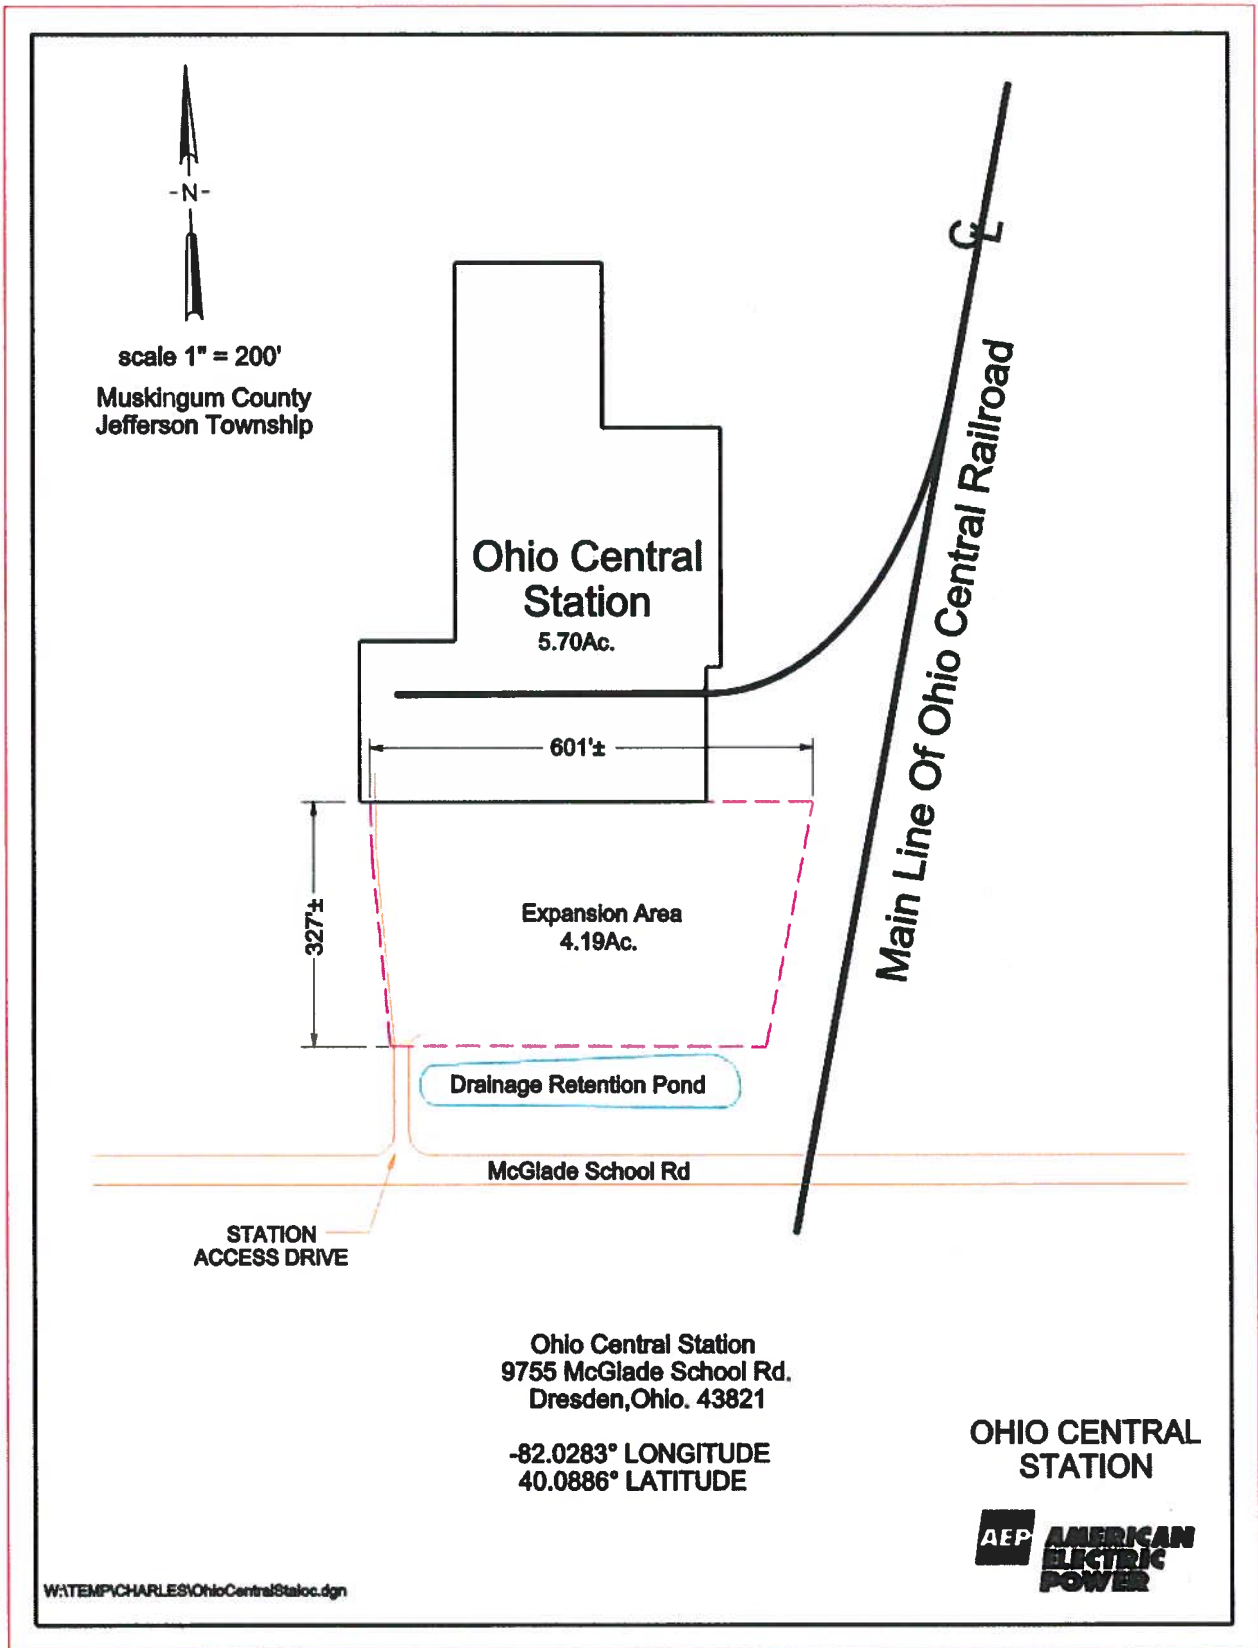 -N-
scale 1" = 200'
Muskingum County
Jefferson Township
CL
Main Line Of Ohio Central Railroad
Ohio Central
Station
5.70Ac.
601'±
327'±
Expansion Area
4.19Ac.
Drainage Retention Pond
McGlade School Rd
STATION
ACCESS DRIVE
Ohio Central Station
9755 McGlade School Rd.
Dresden,Ohio. 43821
-82.0283° LONGITUDE
40.0886° LATITUDE
OHIO CENTRAL
STATION
AEP
AMERICAN
ELECTRIC
POWER
W:\TEMP\CHARLES\OhioCentralStaloc.dgn